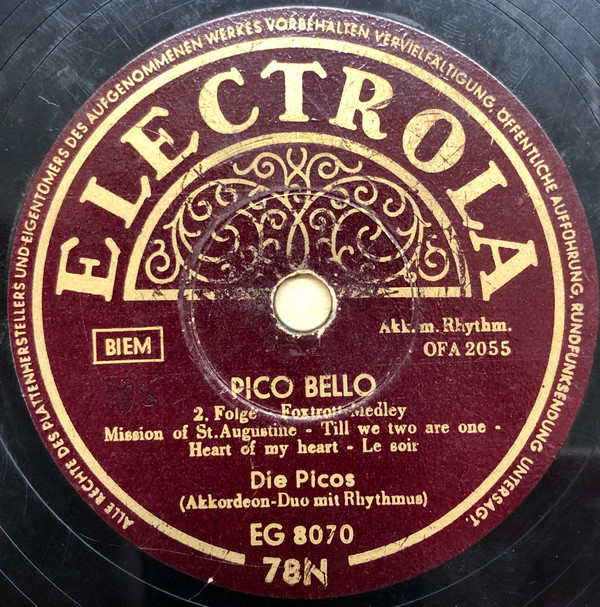 ALLE RECHTE DES PLATTENHERSTELLERS UND EIGENTÜMERS DES AUFGENOMMENEN WERKES VORBEHALTEN. VERVIELFÄLTIGUNG, ÖFFENTLICHE AUFFÜHRUNG, RUNDFUNKSENDUNG UNTERSAGT.
ELECTROLA
BIEM
Akk. m. Rhythm.
OFA 2055
PICO BELLO
2. Folge - Foxtrott Medley
Mission of St. Augustine - Till we two are one -
Heart of my heart - Le soir
Die Picos
(Akkordeon-Duo mit Rhythmus)
EG 8070
78N